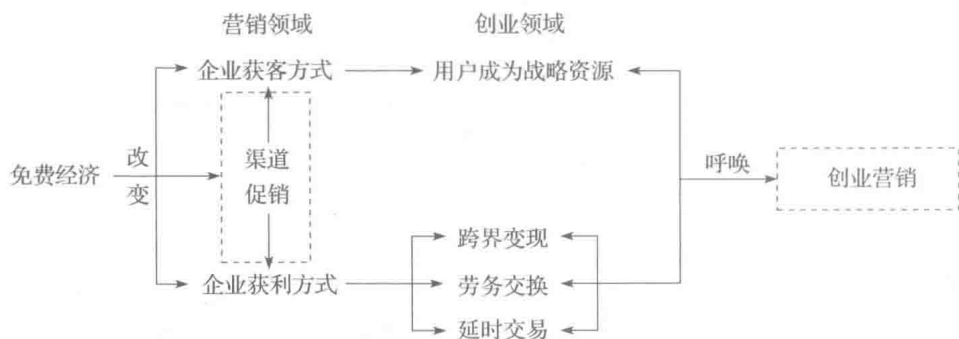 营销领域
创业领域
企业获客方式
用户成为战略资源
免费经济
改
变
渠道
促销
呼唤
创业营销
跨界变现
企业获利方式
劳务交换
延时交易